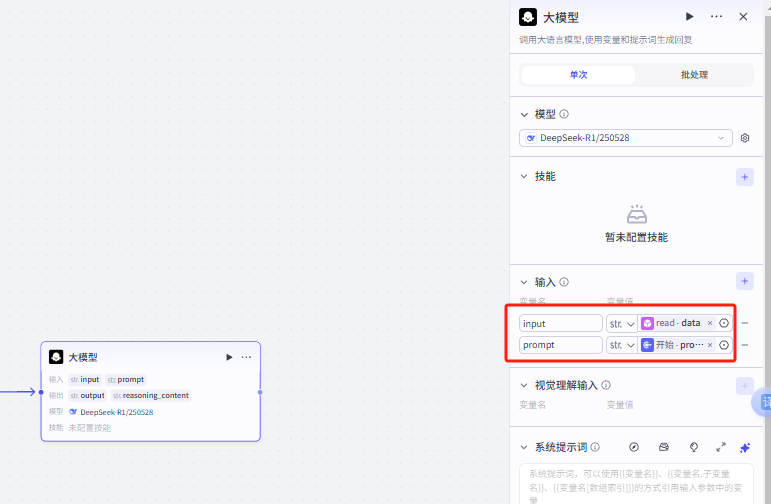 大模型
调用大语言模型,使用变量和提示词生成回复
单次 批处理
模型
DeepSeek-R1/250528
技能
暂未配置技能
输入
变量名 变量值
input str. read - data ×
prompt str. 开始 - pro··· ×
视觉理解输入
变量名 变量值
系统提示词
系统提示词，可以使用{{变量名}}、{{变量名.子变量
名}}、{{变量名[数组索引]}}的方式引用输入参数中的变
量
大模型
输入 str. input str. prompt
输出 str. output str. reasoning_content
模型 DeepSeek-R1/250528
技能 未配置技能